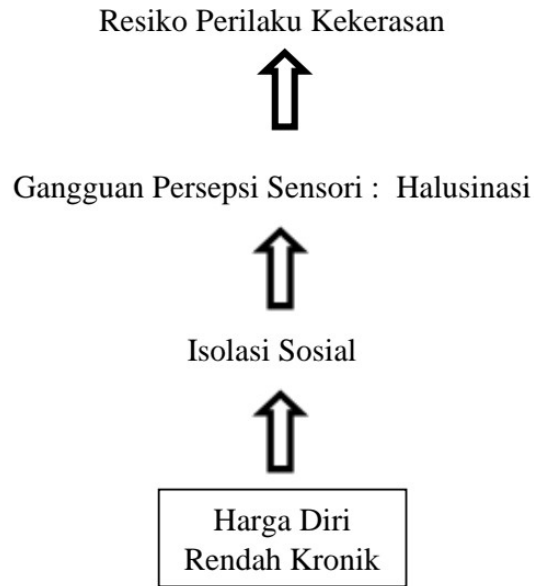 Resiko Perilaku Kekerasan
Gangguan Persepsi Sensori : Halusinasi
Isolasi Sosial
Harga Diri
Rendah Kronik